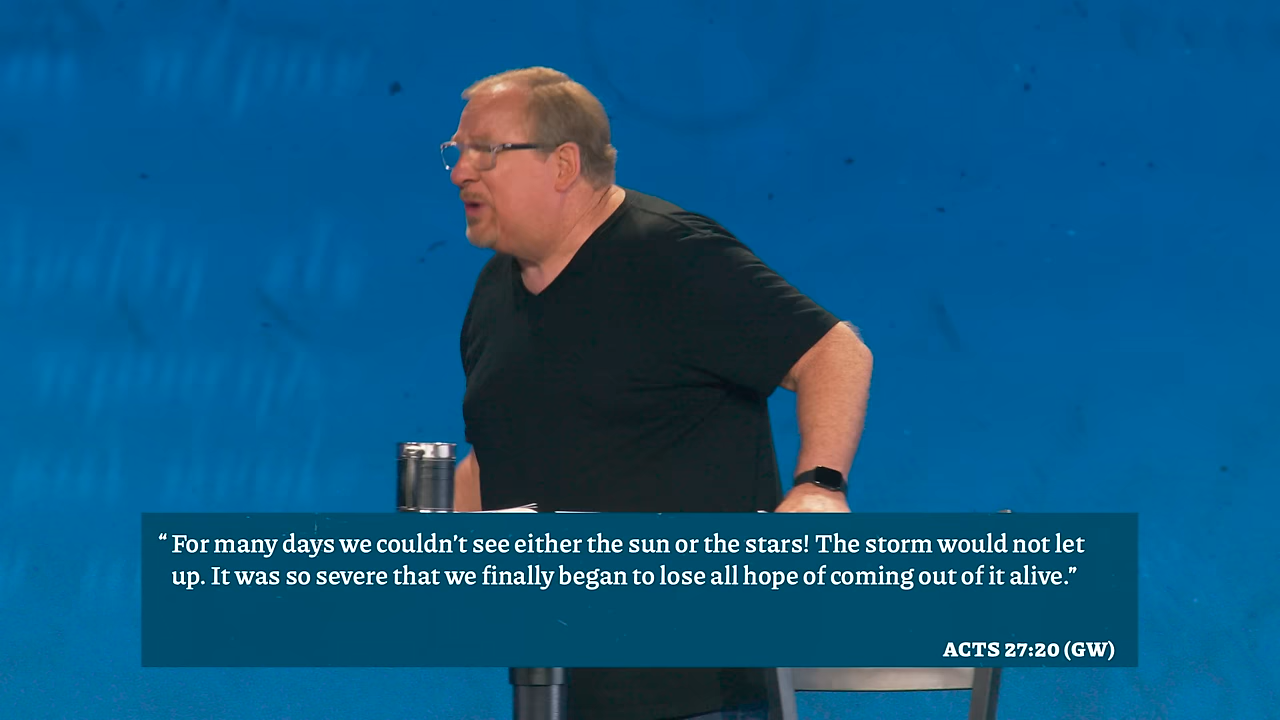 “ For many days we couldn’t see either the sun or the stars! The storm would not let
up. It was so severe that we finally began to lose all hope of coming out of it alive.”
ACTS 27:20 (GW)